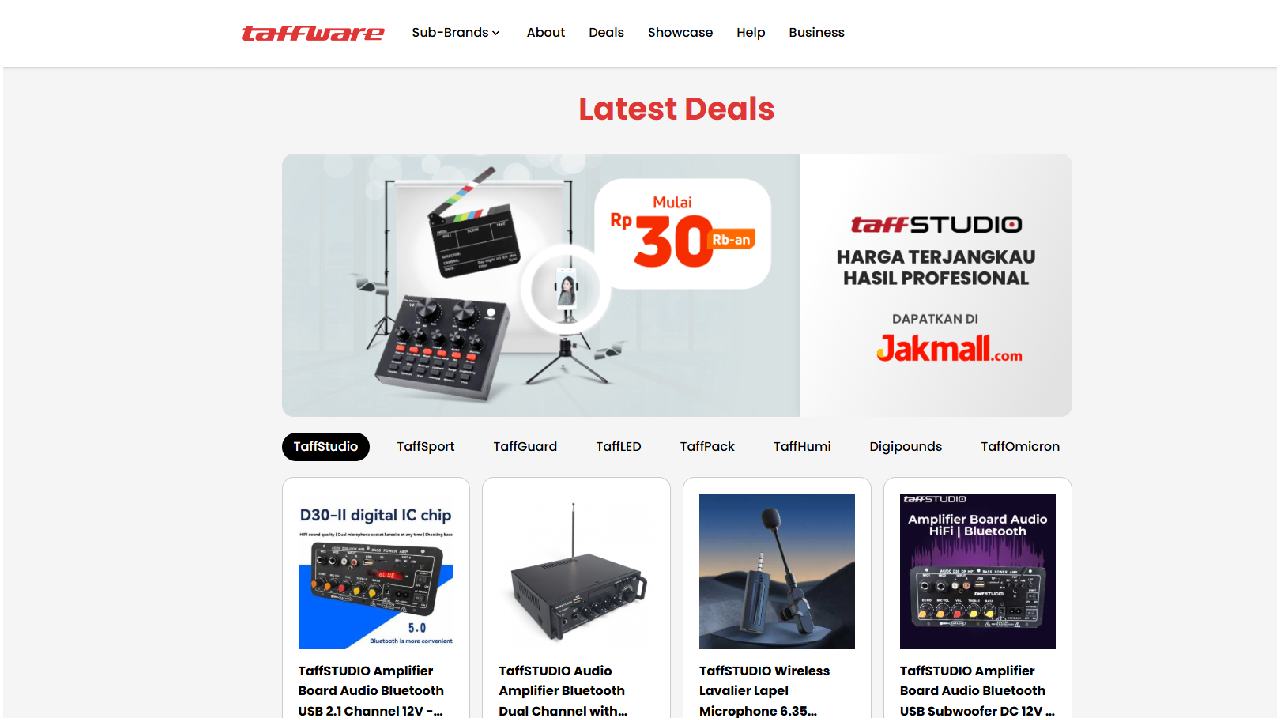 taffware
Sub-Brands
About
Deals
Showcase
Help
Business
Latest Deals
Mulai
Rp
30
Rb-an
taffSTUDIO
HARGA TERJANGKAU
HASIL PROFESIONAL
DAPATKAN DI
Jakmall.com
TaffStudio
TaffSport
TaffGuard
TaffLED
TaffPack
TaffHumi
Digipounds
TaffOmicron
D30-II digital IC chip
5.0
Bluetooth is more convenient
taffSTUDIO
Amplifier Board Audio
HiFi | Bluetooth
TaffSTUDIO Amplifier
Board Audio Bluetooth
USB 2.1 Channel 12V -...
TaffSTUDIO Audio
Amplifier Bluetooth
Dual Channel with...
TaffSTUDIO Wireless
Lavalier Lapel
Microphone 6.35...
TaffSTUDIO Amplifier
Board Audio Bluetooth
USB Subwoofer DC 12V ...